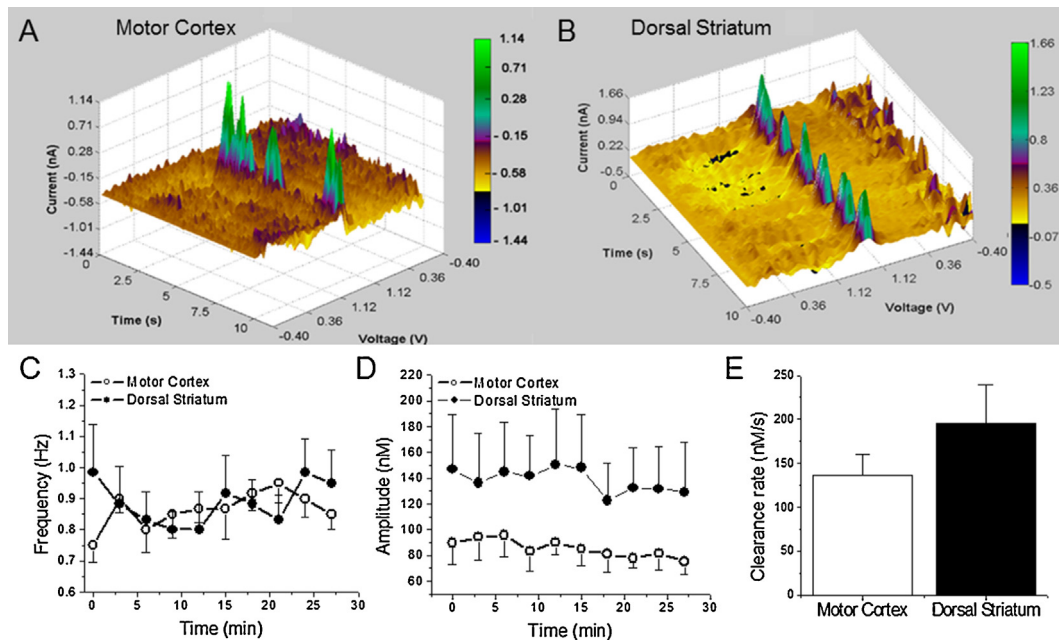 A
Motor Cortex
1.14
0.71
0.28
-0.15
-0.58
-1.01
-1.44
Current (nA)
0
2.5
5
7.5
10
Time (s)
-0.40
0.36
1.12
1.12
0.36
-0.40
Voltage (V)
1.14
0.71
0.28
-0.15
-0.58
-1.01
-1.44
B
Dorsal Striatum
1.66
0.94
0.22
-0.5
Current (nA)
0
2.5
5
7.5
10
Time (s)
-0.40
0.36
1.12
1.12
0.36
-0.40
Voltage (V)
1.66
1.23
0.8
0.36
-0.07
-0.5
C
1.3
1.2
1.1
1.0
0.9
0.8
0.7
0.6
Frequency (Hz)
Motor Cortex
Dorsal Striatum
0 5 10 15 20 25 30
Time (min)
D
220
200
180
160
140
120
100
80
60
Amplitude (nM)
Motor Cortex
Dorsal Striatum
0 5 10 15 20 25 30
Time (min)
E
250
200
150
100
50
0
Clearance rate (nM/s)
Motor Cortex Dorsal Striatum